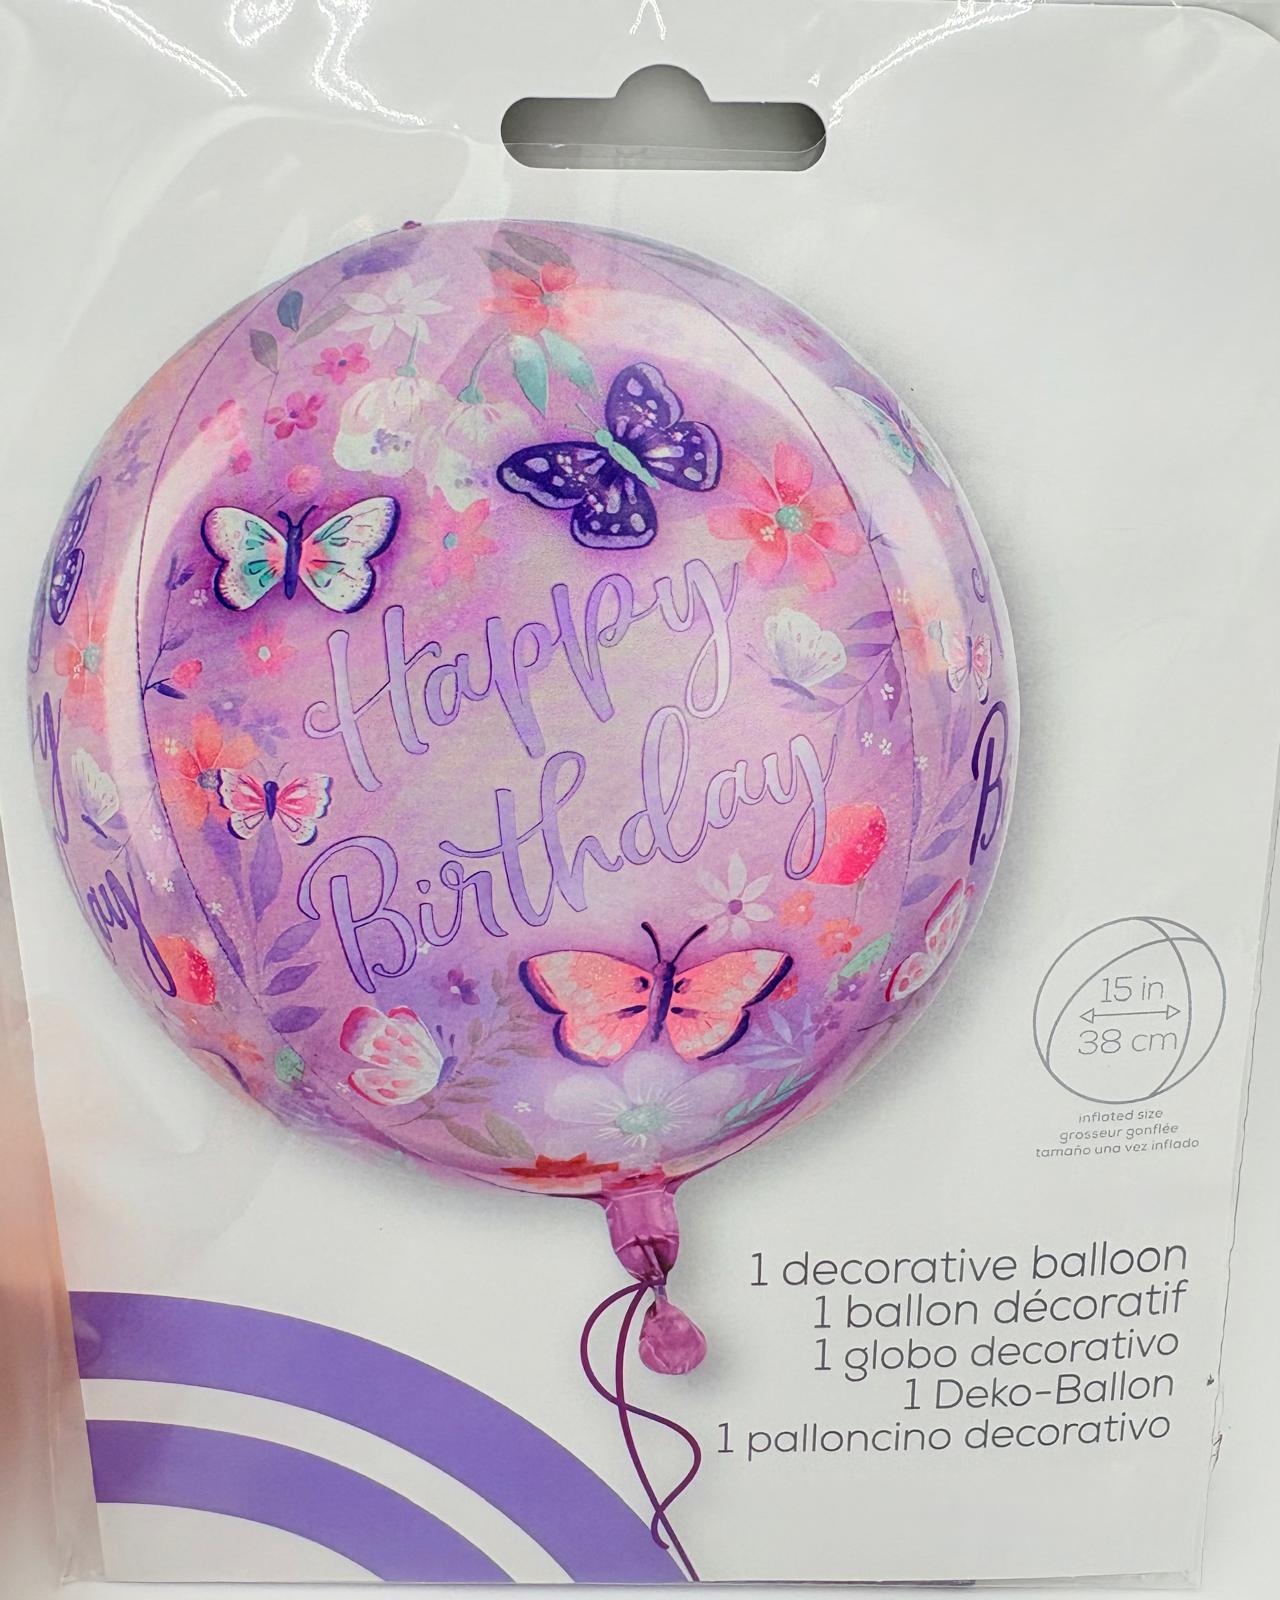 Happy
Birthday
y
ay
B
15 in
38 cm
inflated size
grosseur gonflée
tamaño una vez inflado
1 decorative balloon
1 ballon décoratif
1 globo decorativo
1 Deko-Ballon
1 palloncino decorativo